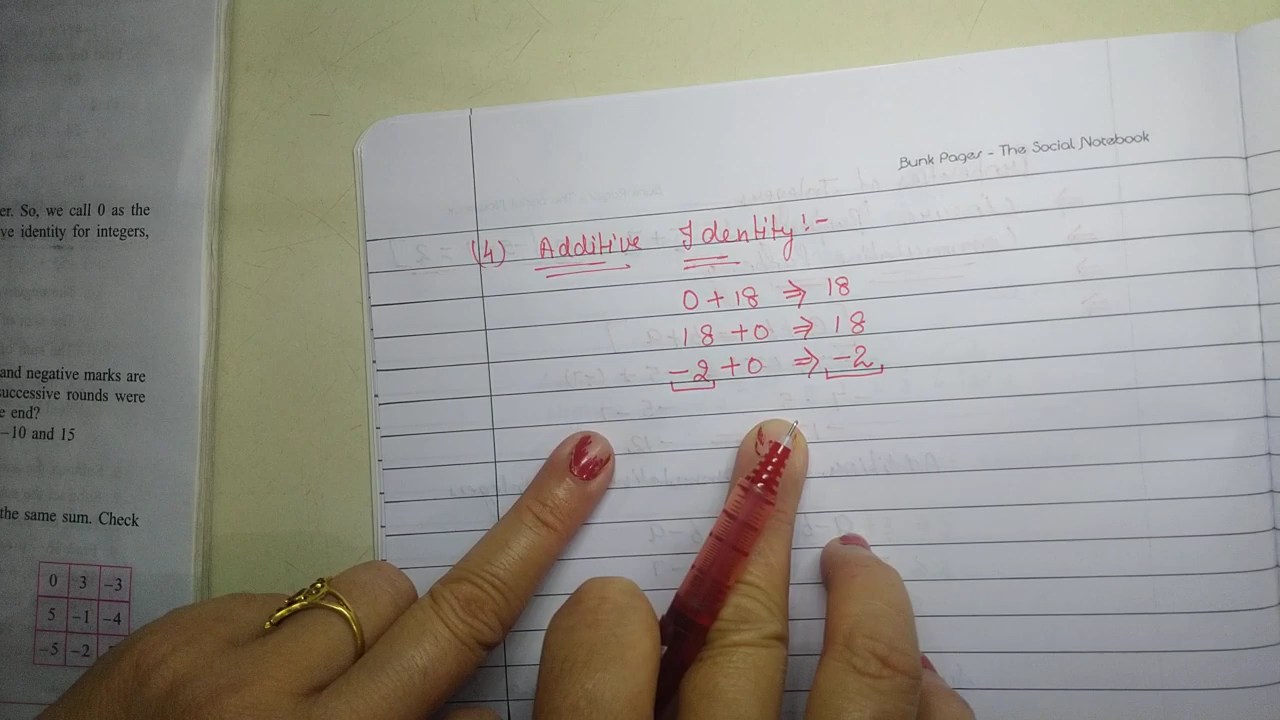 er. So, we call 0 as the
ve identity for integers,
and negative marks are
successive rounds were
e end?
−10 and 15
the same sum. Check
0 3 −3
5 −1 −4
−5 −2
Bunk Pages - The Social Notebook
(4) Additive Identity:-
0 + 18 ⇒ 18
18 + 0 ⇒ 18
-2 + 0 ⇒ -2